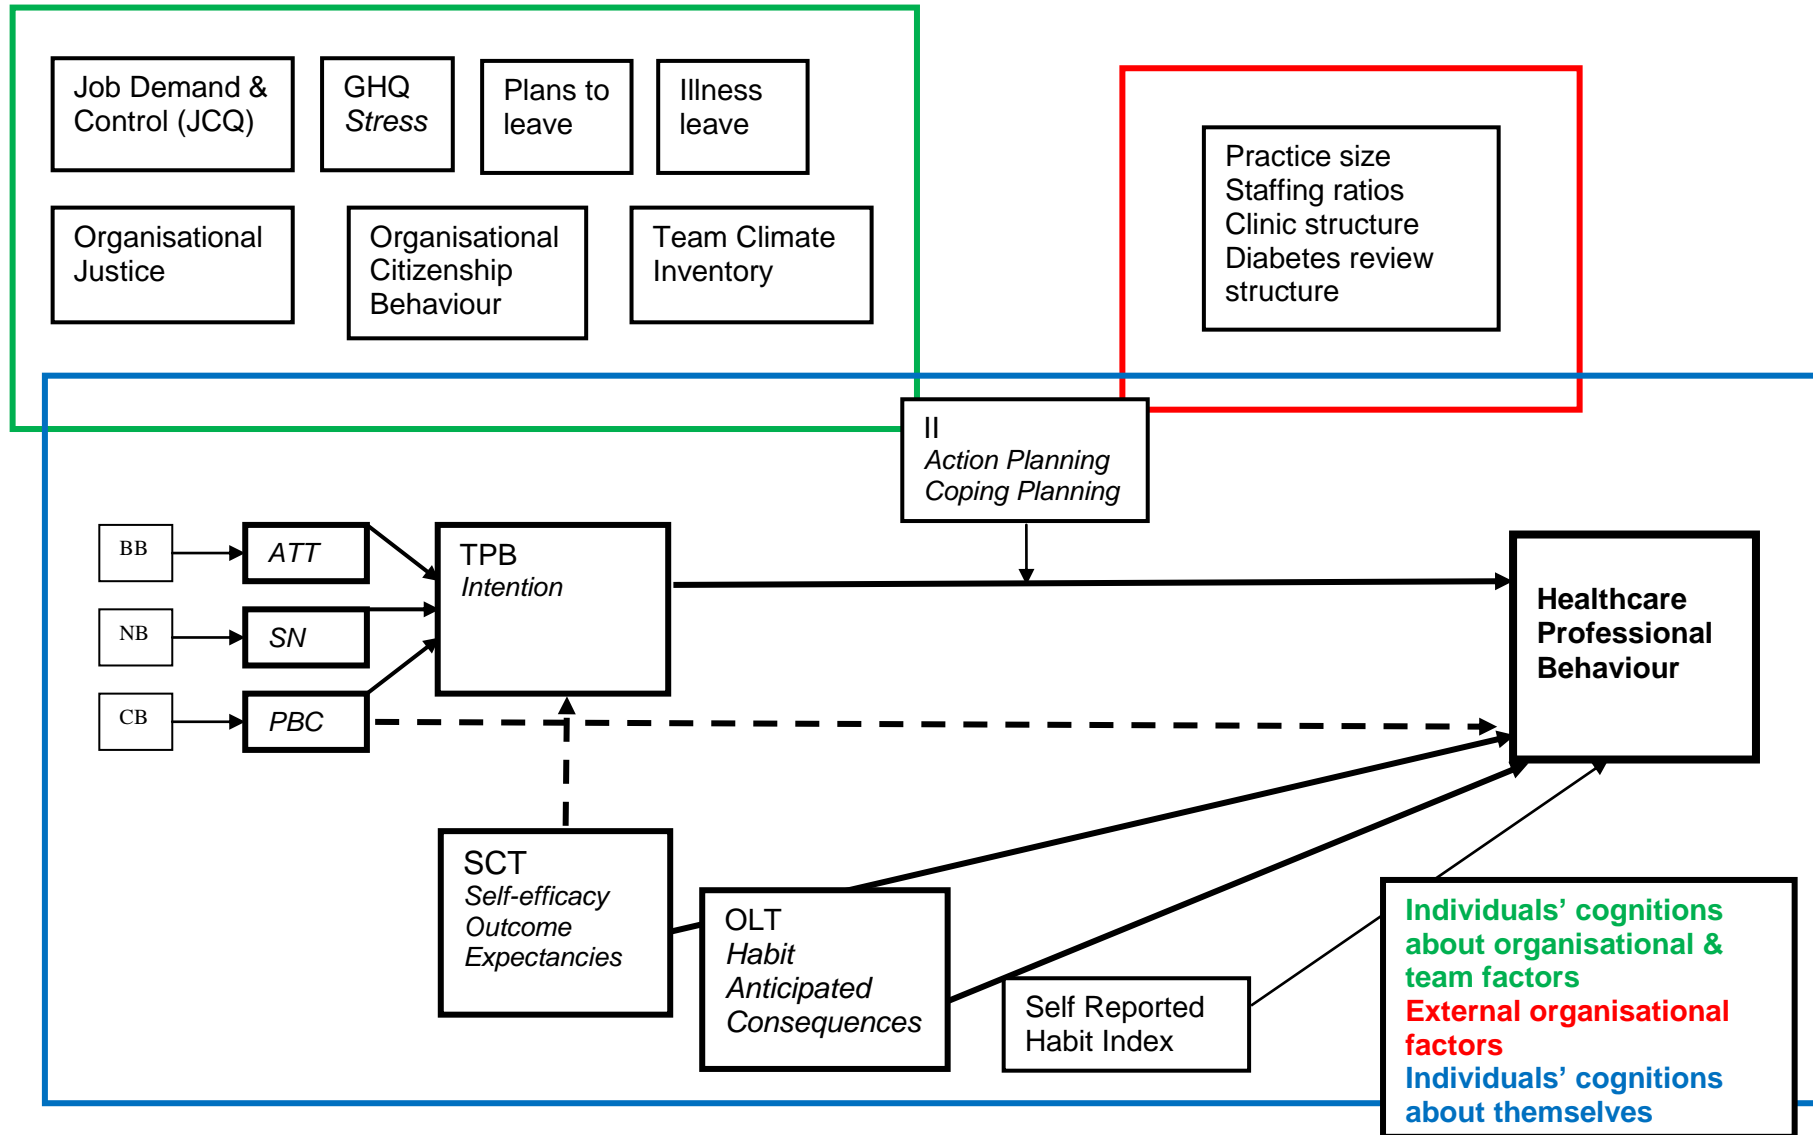 Job Demand &
Control (JCQ)
GHQ
Stress
Plans to
leave
Illness
leave
Organisational
Justice
Organisational
Citizenship
Behaviour
Team Climate
Inventory
Practice size
Staffing ratios
Clinic structure
Diabetes review
structure
II
Action Planning
Coping Planning
BB
ATT
NB
SN
CB
PBC
TPB
Intention
Healthcare
Professional
Behaviour
SCT
Self-efficacy
Outcome
Expectancies
OLT
Habit
Anticipated
Consequences
Self Reported
Habit Index
Individuals’ cognitions
about organisational &
team factors
External organisational
factors
Individuals’ cognitions
about themselves